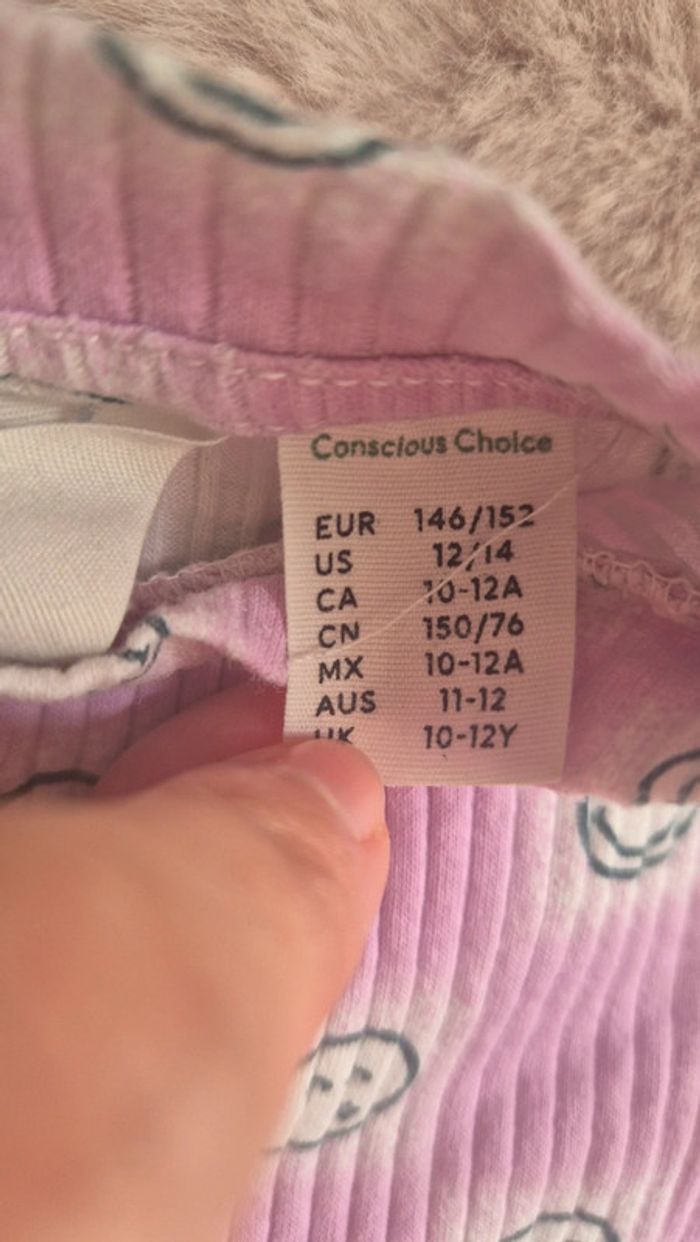 Conscious Choice
EUR 146/152
US 12/14
CA 10-12A
CN 150/76
MX 10-12A
AUS 11-12
UK 10-12Y